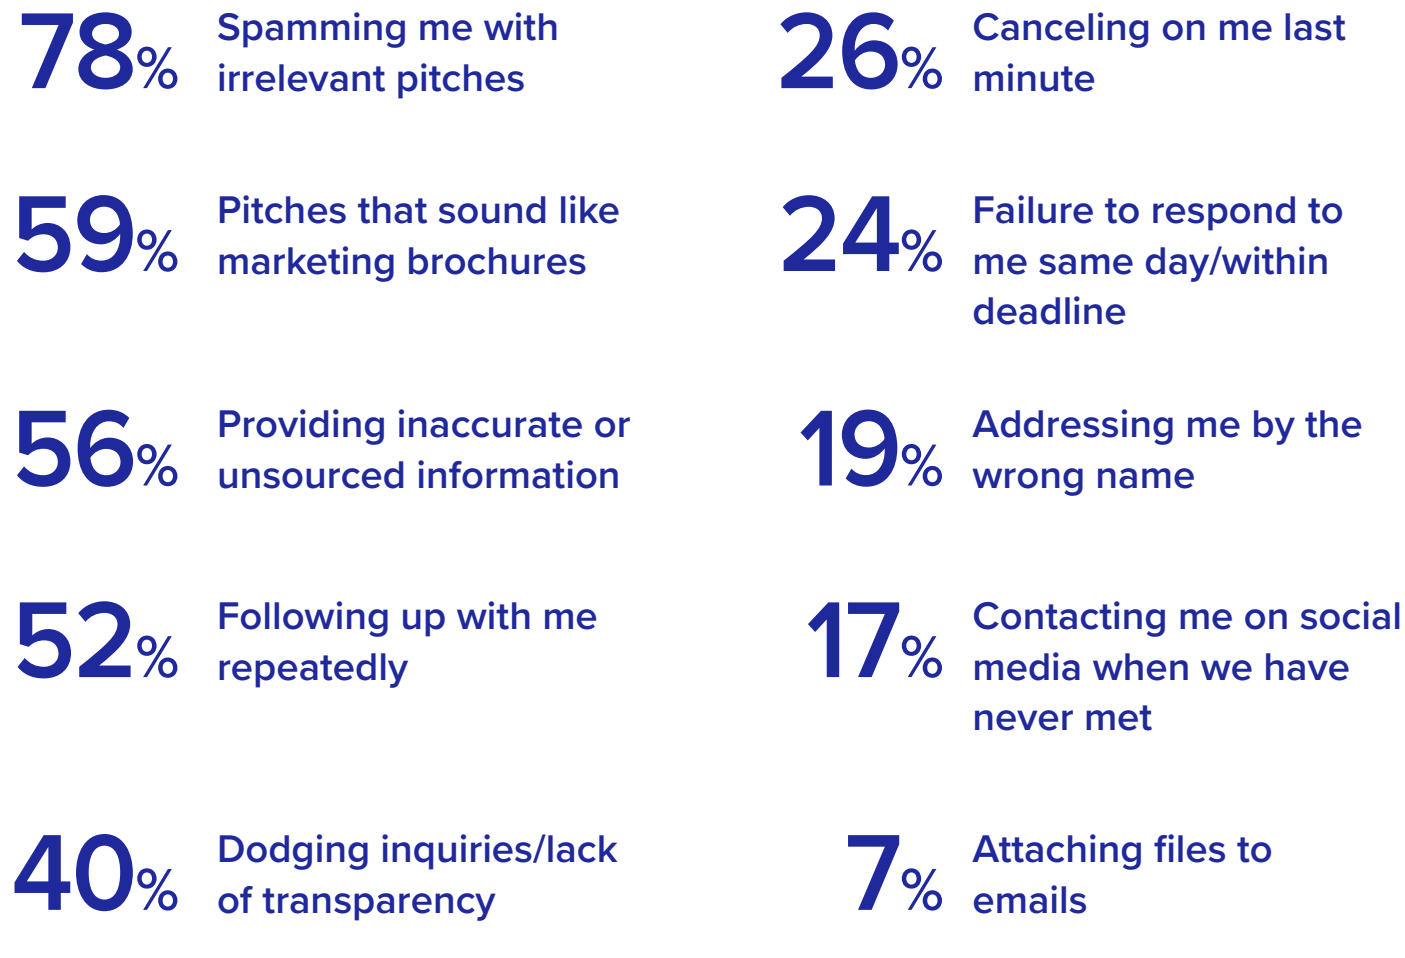 78% Spamming me with
irrelevant pitches
59% Pitches that sound like
marketing brochures
56% Providing inaccurate or
unsourced information
52% Following up with me
repeatedly
40% Dodging inquiries/lack
of transparency
26% Canceling on me last
minute
24% Failure to respond to
me same day/within
deadline
19% Addressing me by the
wrong name
17% Contacting me on social
media when we have
never met
7% Attaching files to
emails